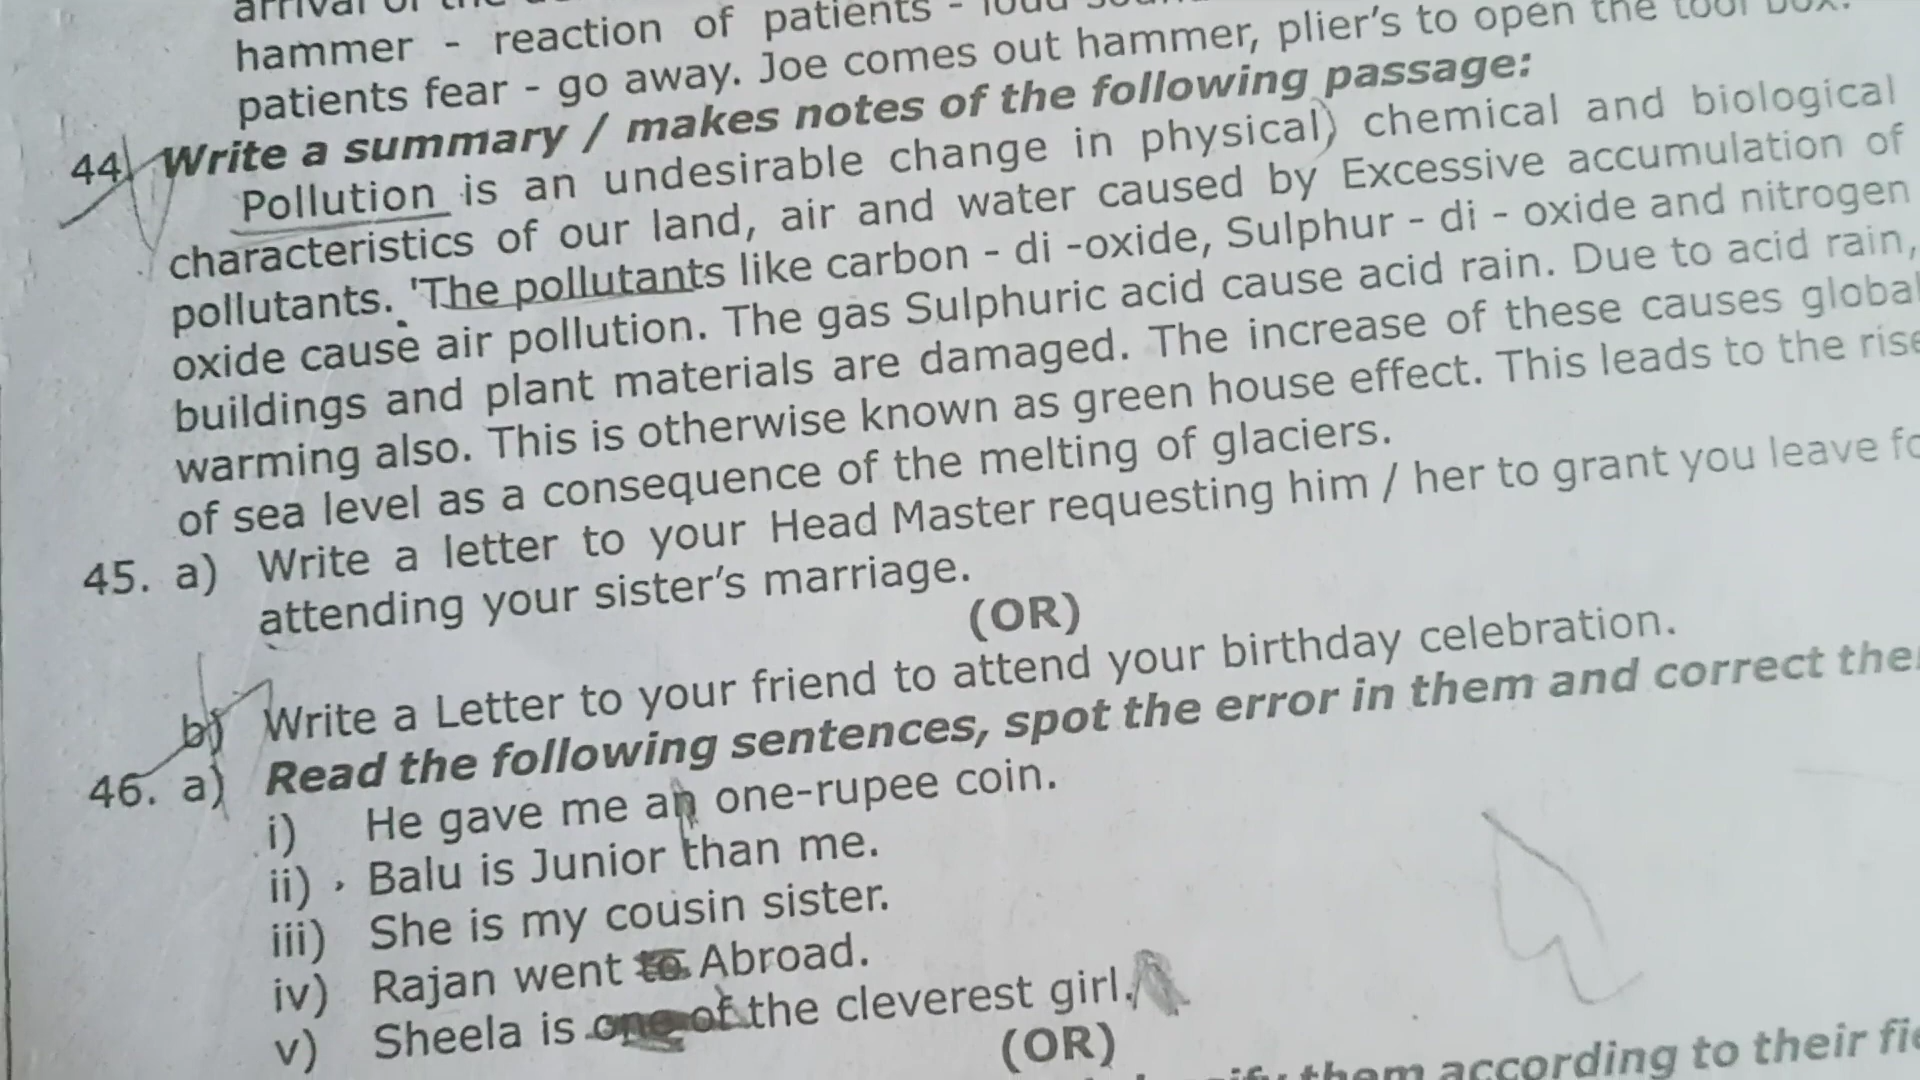 hammer - reaction of patients -
patients fear - go away. Joe comes out hammer, plier's to open the tool box.
44. Write a summary / makes notes of the following passage:
Pollution is an undesirable change in physical) chemical and biological
characteristics of our land, air and water caused by Excessive accumulation of
pollutants. 'The pollutants like carbon - di -oxide, Sulphur - di - oxide and nitrogen
oxide cause air pollution. The gas Sulphuric acid cause acid rain. Due to acid rain,
buildings and plant materials are damaged. The increase of these causes global
warming also. This is otherwise known as green house effect. This leads to the rise
of sea level as a consequence of the melting of glaciers.
45. a) Write a letter to your Head Master requesting him / her to grant you leave
attending your sister's marriage.
(OR)
b) Write a Letter to your friend to attend your birthday celebration.
46. a) Read the following sentences, spot the error in them and correct
i) He gave me an one-rupee coin.
ii) Balu is Junior than me.
iii) She is my cousin sister.
iv) Rajan went to Abroad.
v) Sheela is one of the cleverest girl.
(OR)
them according to their